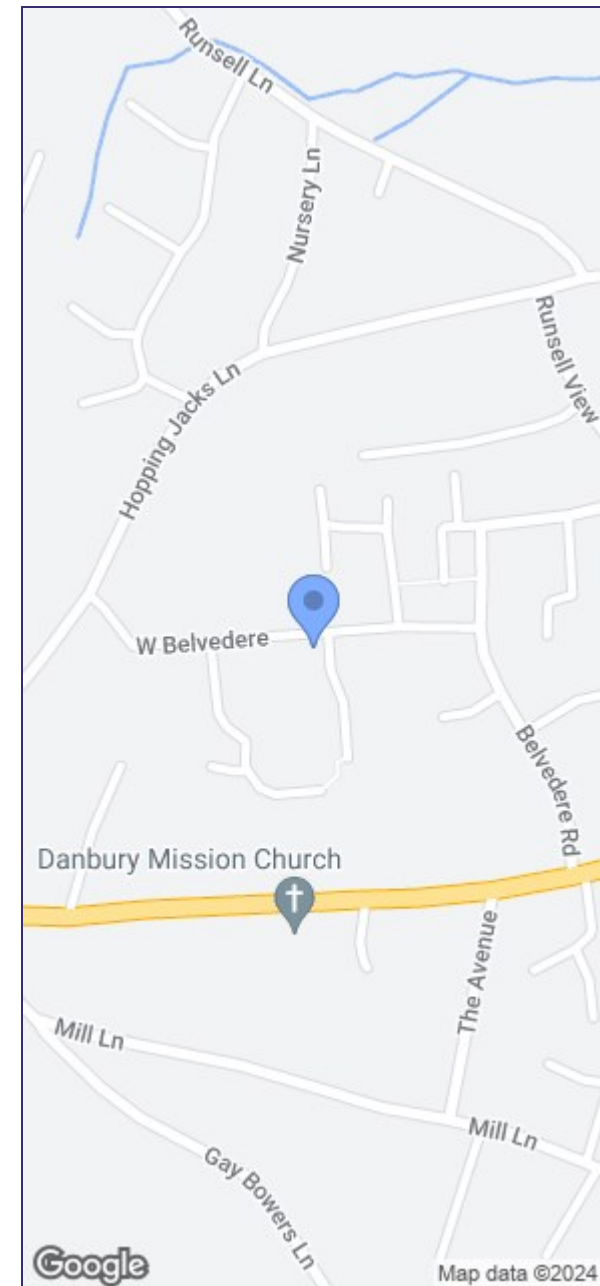 Runsell Ln
Nursery Ln
Runsell View
Hopping Jacks Ln
W Belvedere
Belvedere Rd
Danbury Mission Church
The Avenue
Mill Ln
Mill Ln
Gay Bowers Ln
Google
Map data ©2024